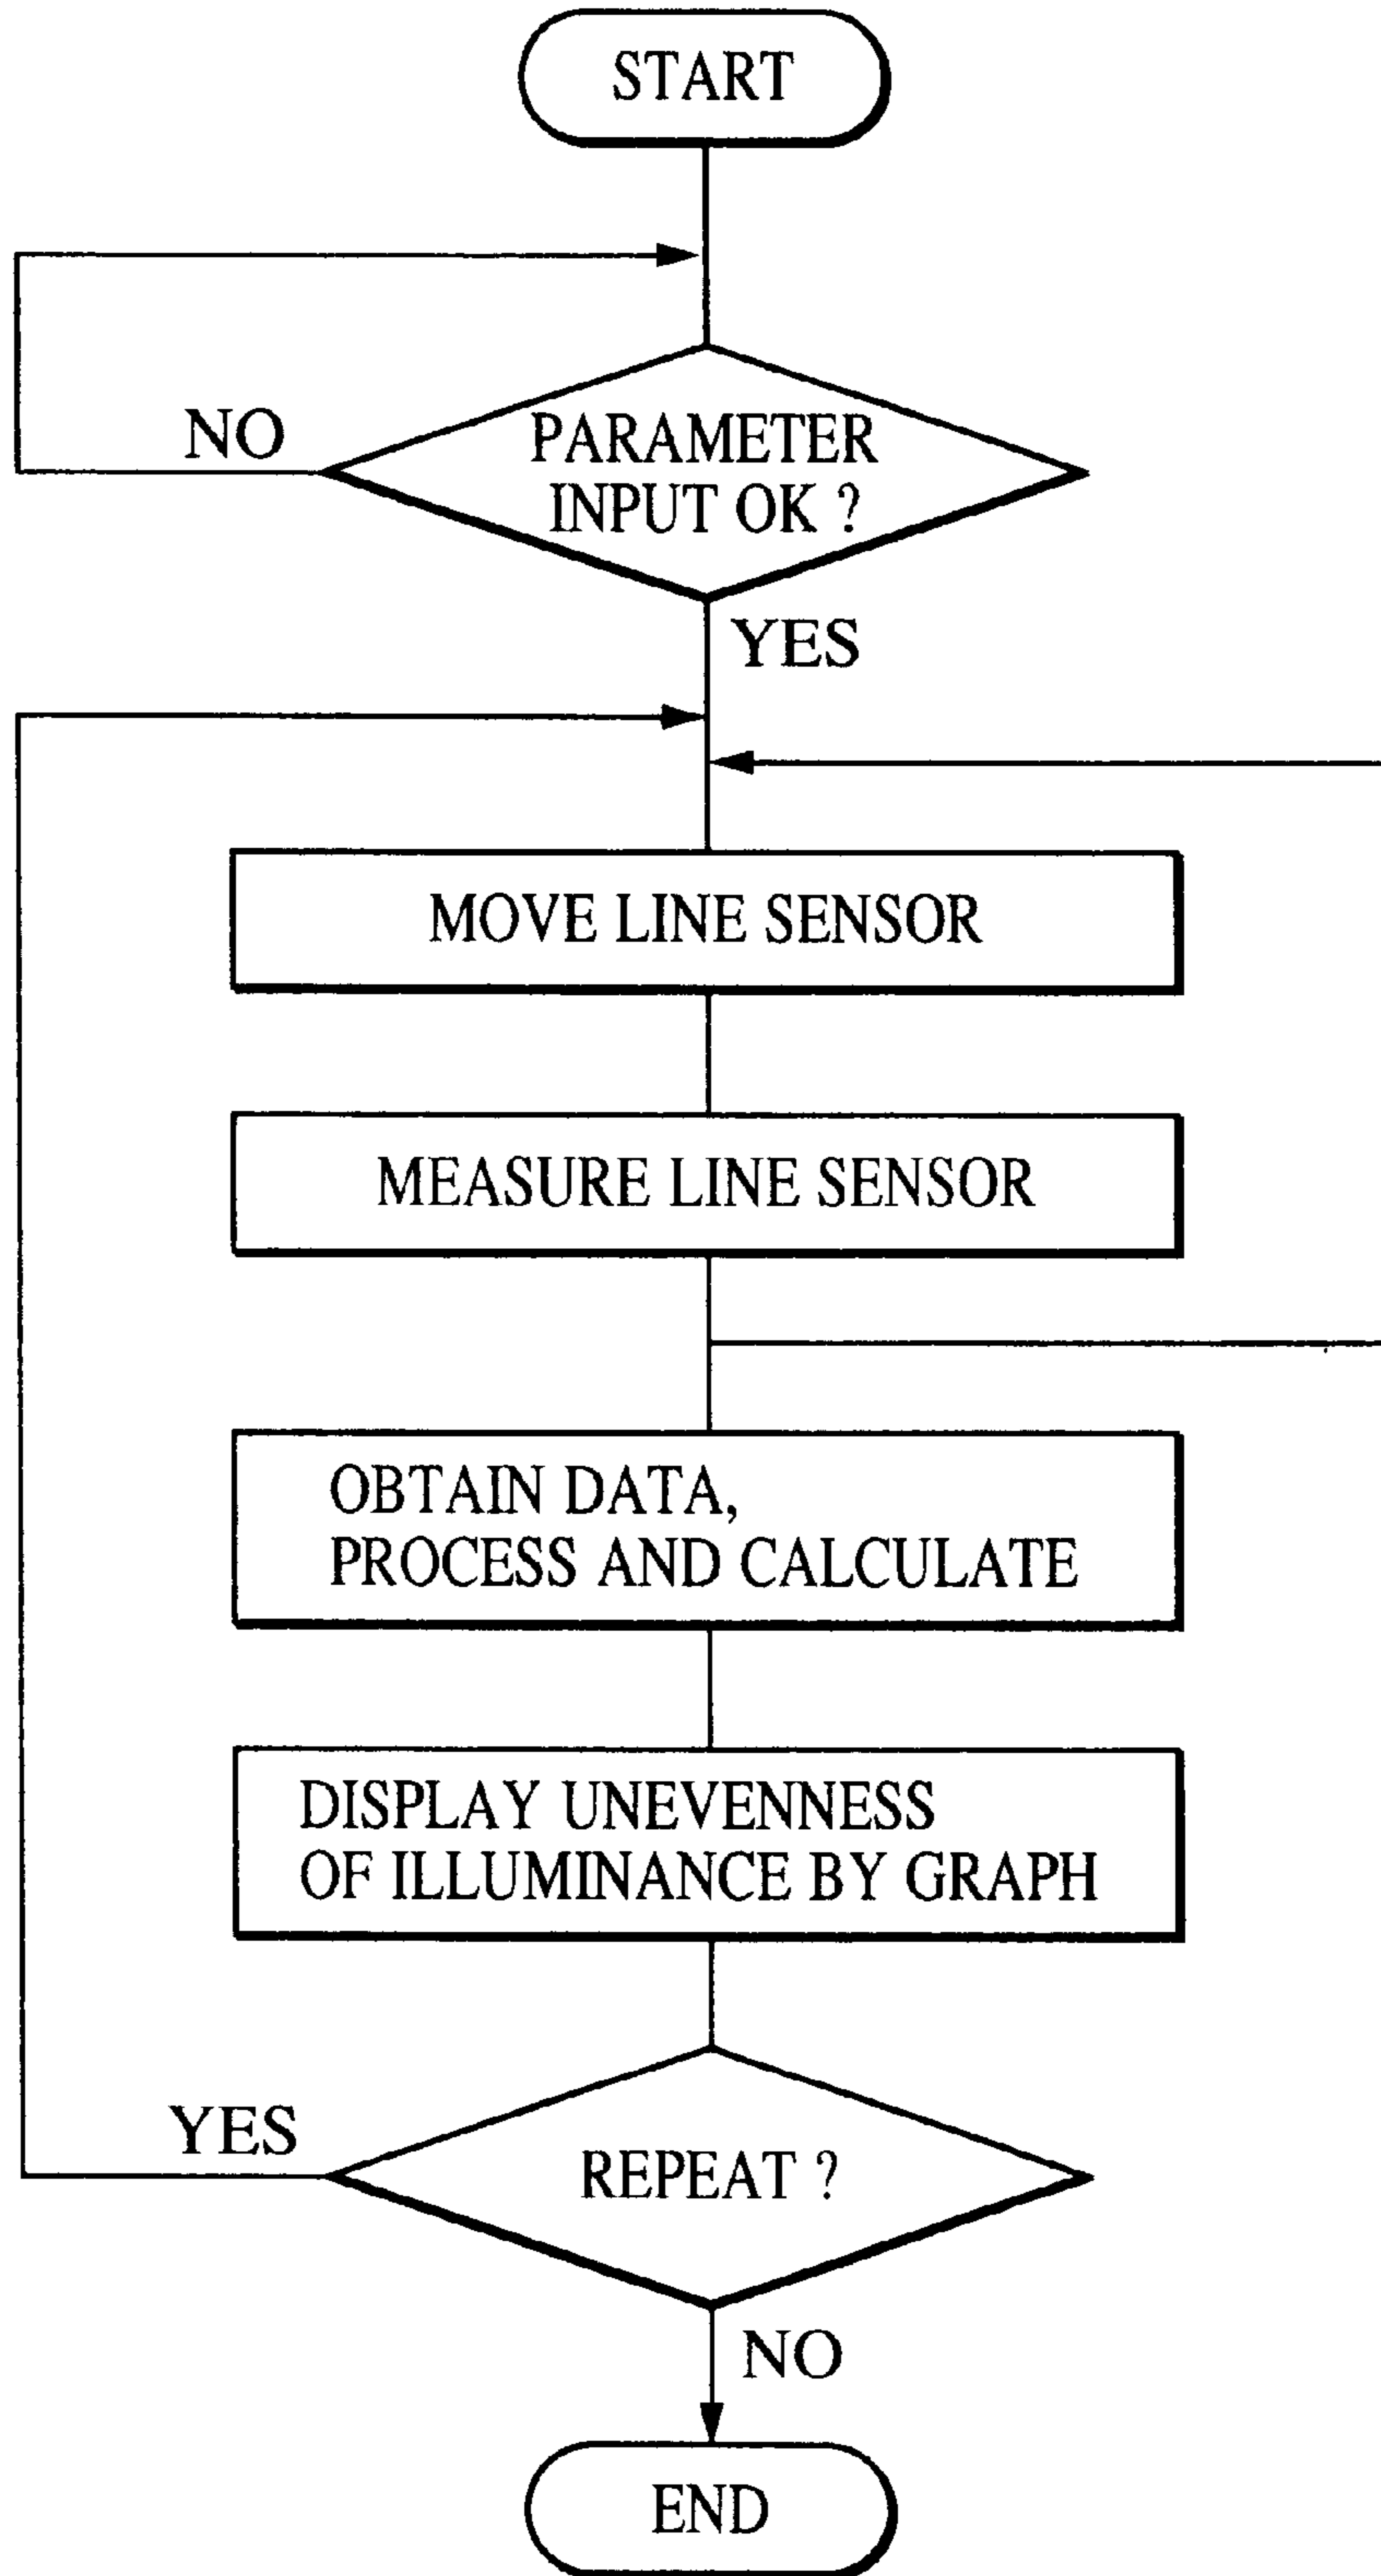 START
NO
PARAMETER
INPUT OK ?
YES
MOVE LINE SENSOR
MEASURE LINE SENSOR
OBTAIN DATA,
PROCESS AND CALCULATE
DISPLAY UNEVENNESS
OF ILLUMINANCE BY GRAPH
YES
REPEAT ?
NO
END